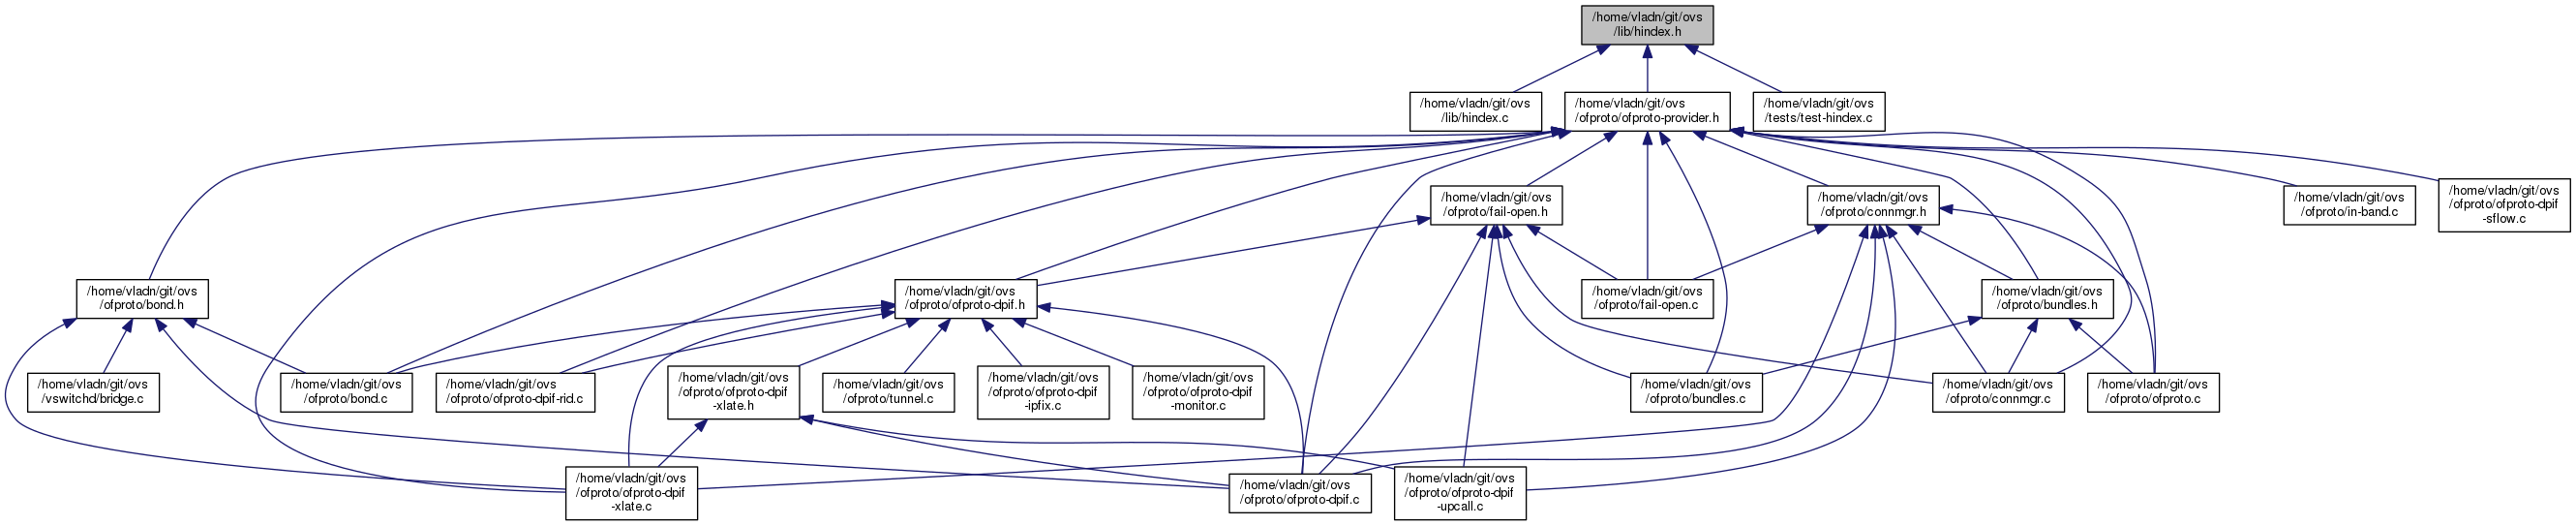 /home/vladn/git/ovs
/lib/hindex.h
/home/vladn/git/ovs
/lib/hindex.c
/home/vladn/git/ovs
/ofproto/ofproto-provider.h
/home/vladn/git/ovs
/tests/test-hindex.c
/home/vladn/git/ovs
/ofproto/fail-open.h
/home/vladn/git/ovs
/ofproto/connmgr.h
/home/vladn/git/ovs
/ofproto/in-band.c
/home/vladn/git/ovs
/ofproto/ofproto-dpif
-sflow.c
/home/vladn/git/ovs
/ofproto/bond.h
/home/vladn/git/ovs
/ofproto/ofproto-dpif.h
/home/vladn/git/ovs
/ofproto/fail-open.c
/home/vladn/git/ovs
/ofproto/bundles.h
/home/vladn/git/ovs
/vswitchd/bridge.c
/home/vladn/git/ovs
/ofproto/bond.c
/home/vladn/git/ovs
/ofproto/ofproto-dpif-rid.c
/home/vladn/git/ovs
/ofproto/ofproto-dpif
-xlate.h
/home/vladn/git/ovs
/ofproto/tunnel.c
/home/vladn/git/ovs
/ofproto/ofproto-dpif
-ipfix.c
/home/vladn/git/ovs
/ofproto/ofproto-dpif
-monitor.c
/home/vladn/git/ovs
/ofproto/bundles.c
/home/vladn/git/ovs
/ofproto/connmgr.c
/home/vladn/git/ovs
/ofproto/ofproto.c
/home/vladn/git/ovs
/ofproto/ofproto-dpif
-xlate.c
/home/vladn/git/ovs
/ofproto/ofproto-dpif.c
/home/vladn/git/ovs
/ofproto/ofproto-dpif
-upcall.c